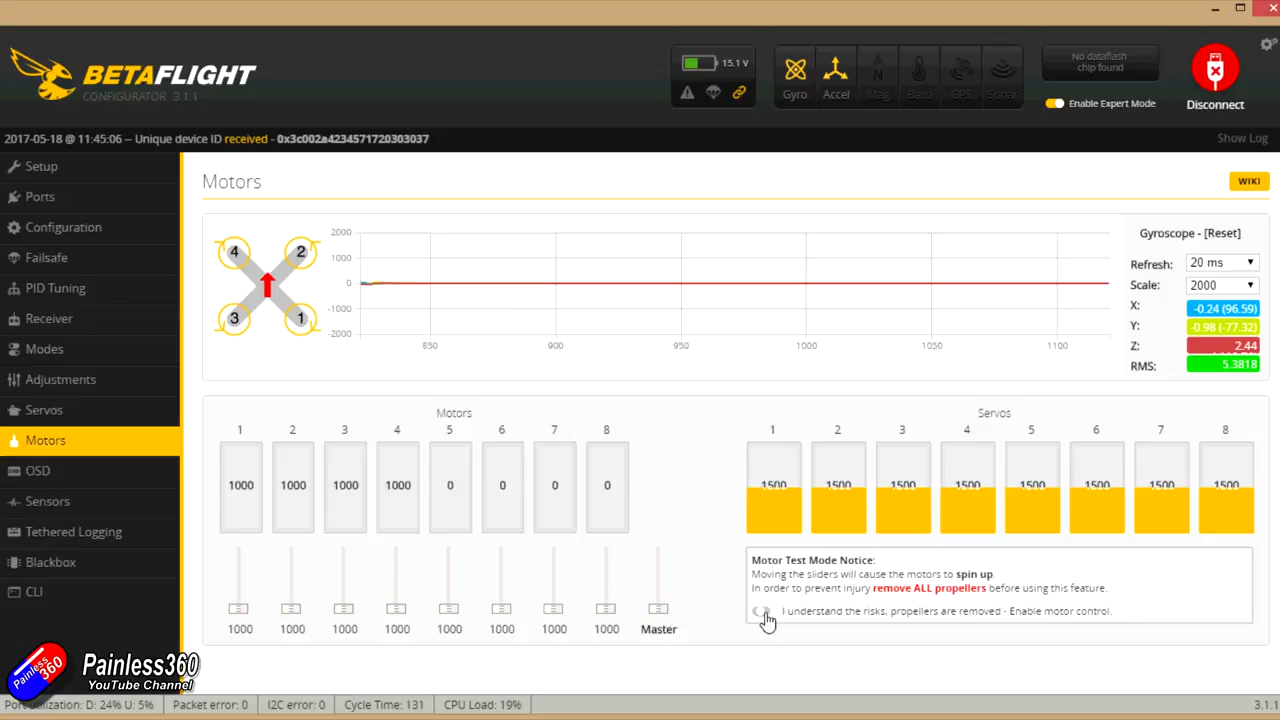 BETAFLIGHT
CONFIGURATOR 3.1.1
15.1 V
Gyro Accel Mag Baro GPS Sonar
No dataflash
chip found
Enable Expert Mode
Disconnect
2017-05-18 @ 11:45:06 -- Unique device ID received - 0x3c002a4234571720303037
Show Log
Setup
Ports
Configuration
Failsafe
PID Tuning
Receiver
Modes
Adjustments
Servos
Motors
OSD
Sensors
Tethered Logging
Blackbox
CLI
Motors
WIKI
4 2
3 1
2000
1000
0
-1000
-2000
850 900 950 1000 1050 1100
Gyroscope - [Reset]
Refresh: 20 ms
Scale: 2000
X: -0.24 (96.59)
Y: -0.98 (-77.32)
Z: 2.44
RMS: 5.3818
Motors
1 2 3 4 5 6 7 8
1000 1000 1000 1000 0 0 0 0
1000 1000 1000 1000 1000 1000 1000 1000 Master
Servos
1 2 3 4 5 6 7 8
1500 1500 1500 1500 1500 1500 1500 1500
Motor Test Mode Notice:
Moving the sliders will cause the motors to spin up.
In order to prevent injury remove ALL propellers before using this feature.
I understand the risks, propellers are removed - Enable motor control.
Painless360
Painless360
YouTube Channel
Port utilization: D: 24% U: 5% Packet error: 0 I2C error: 0 Cycle Time: 131 CPU Load: 19% 3.1.1